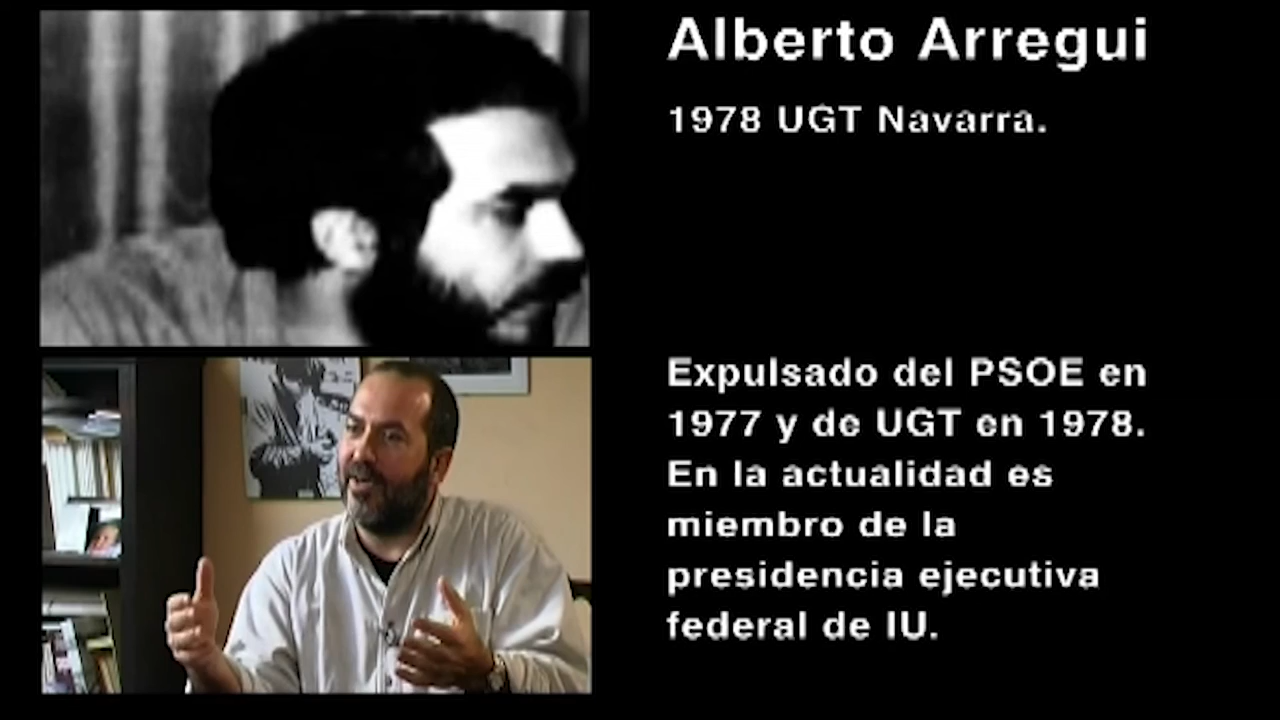 Alberto Arregui
1978 UGT Navarra.
Expulsado del PSOE en
1977 y de UGT en 1978.
En la actualidad es
miembro de la
presidencia ejecutiva
federal de IU.